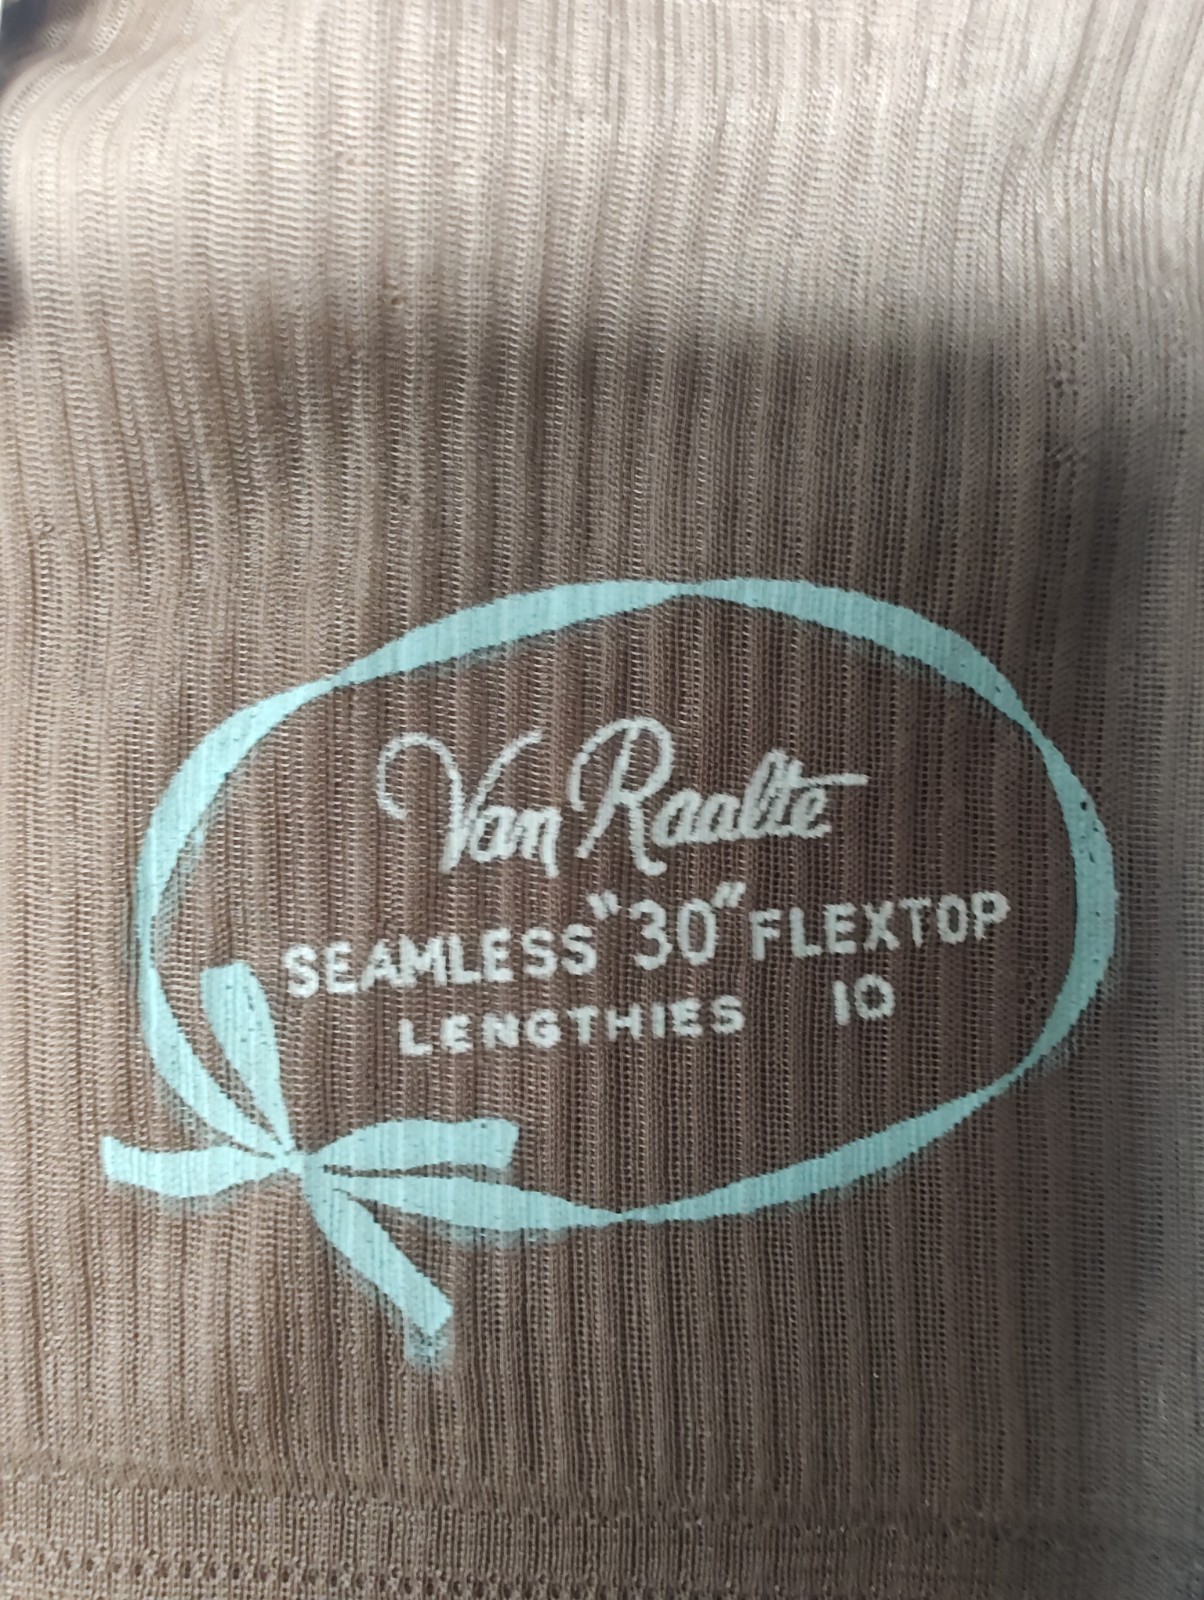 Van Raalte
SEAMLESS "30" FLEXTOP
LENGTHIES 10